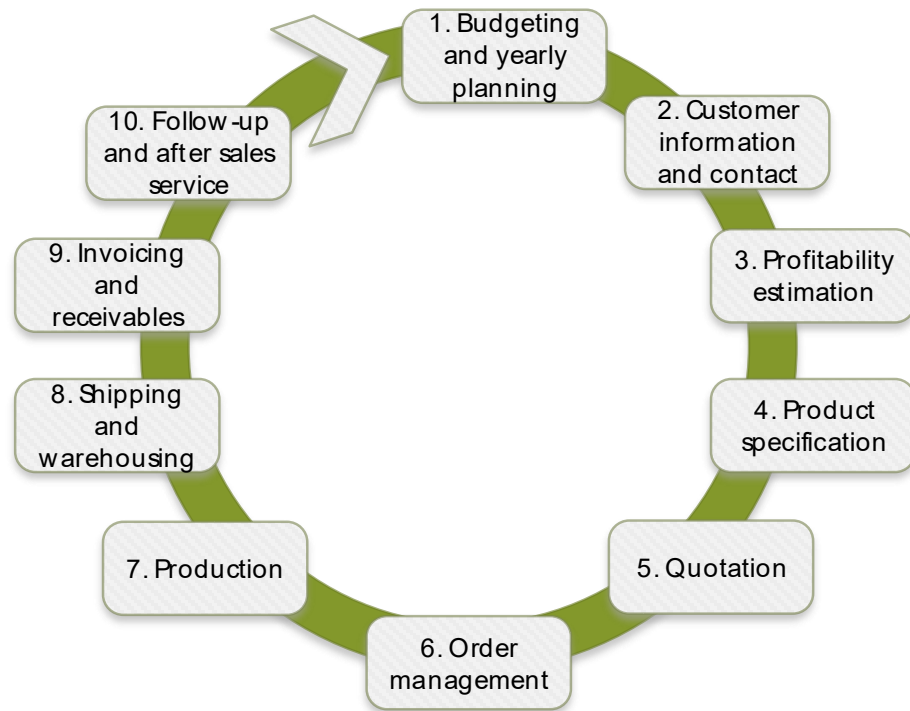 1. Budgeting
and yearly
planning
2. Customer
information
and contact
3. Profitability
estimation
4. Product
specification
5. Quotation
6. Order
management
7. Production
8. Shipping
and
warehousing
9. Invoicing
and
receivables
10. Follow-up
and after sales
service